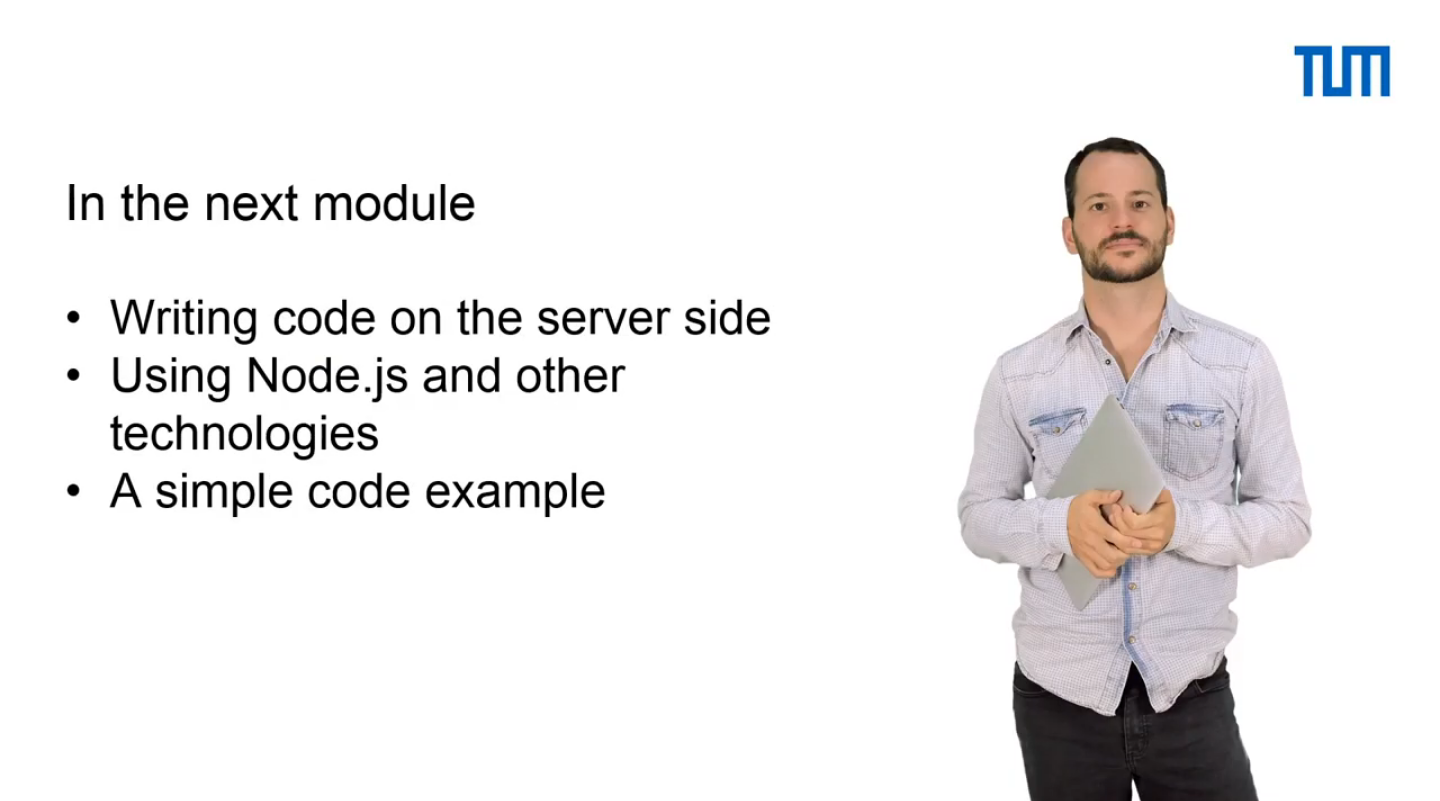 TUM
In the next module
• Writing code on the server side
• Using Node.js and other
technologies
• A simple code example